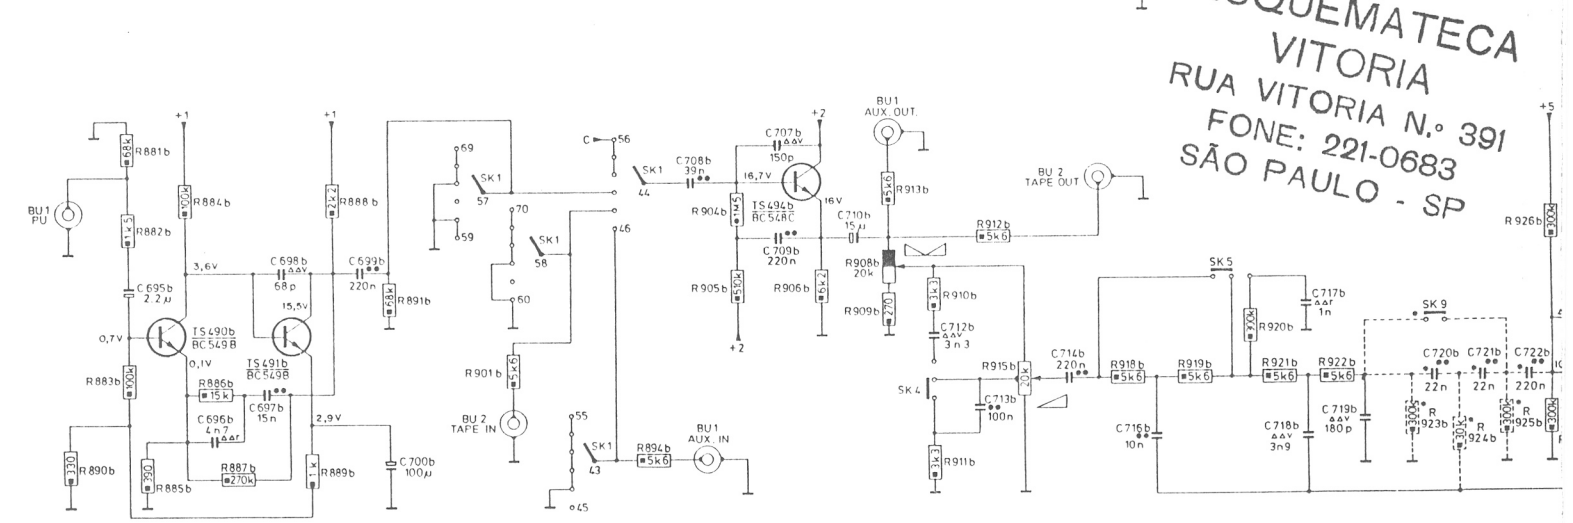 ESQUEMATECA
VITORIA
RUA VITORIA N.º 391
FONE: 221-0683
SÃO PAULO - SP
+1
+1
+2
+5
R881b
68k
BU1
PU
R882b
1k5
R884b
100k
R888b
2k2
C695b
2.2µ
3,6V
C698b
68p
C699b
220n
R891b
68k
15,5V
0,7V
TS490b
BC549B
TS491b
BC549B
0,1V
R883b
100k
R886b
15k
C697b
15n
C696b
4n7
2,9V
R890b
330
R885b
390
R887b
270k
R889b
1k
C700b
100µ
69
SK1
57
59
70
SK1
58
60
R901b
5k6
BU2
TAPE IN
C
56
SK1
44
46
55
SK1
43
45
R894b
5k6
BU1
AUX. IN
C708b
39n
C707b
150p
16,7V
16V
R904b
1M5
TS494b
BC548C
C709b
220n
C710b
15µ
R905b
510k
R906b
6k2
+2
BU1
AUX.OUT.
R913b
5k6
BU 2
TAPE OUT
R912b
5k6
R908b
20k
R909b
270
R910b
3k3
C712b
3n3
SK4
R915b
20k
C713b
100n
R911b
3k3
C714b
220n
R918b
5k6
C716b
10n
R919b
5k6
SK5
R920b
300k
C717b
1n
R921b
5k6
R922b
5k6
C718b
3n9
C719b
180p
SK9
C720b
22n
C721b
22n
C722b
220n
R
923b
300k
R
924b
30k
R
925b
300k
R926b
300k
300k